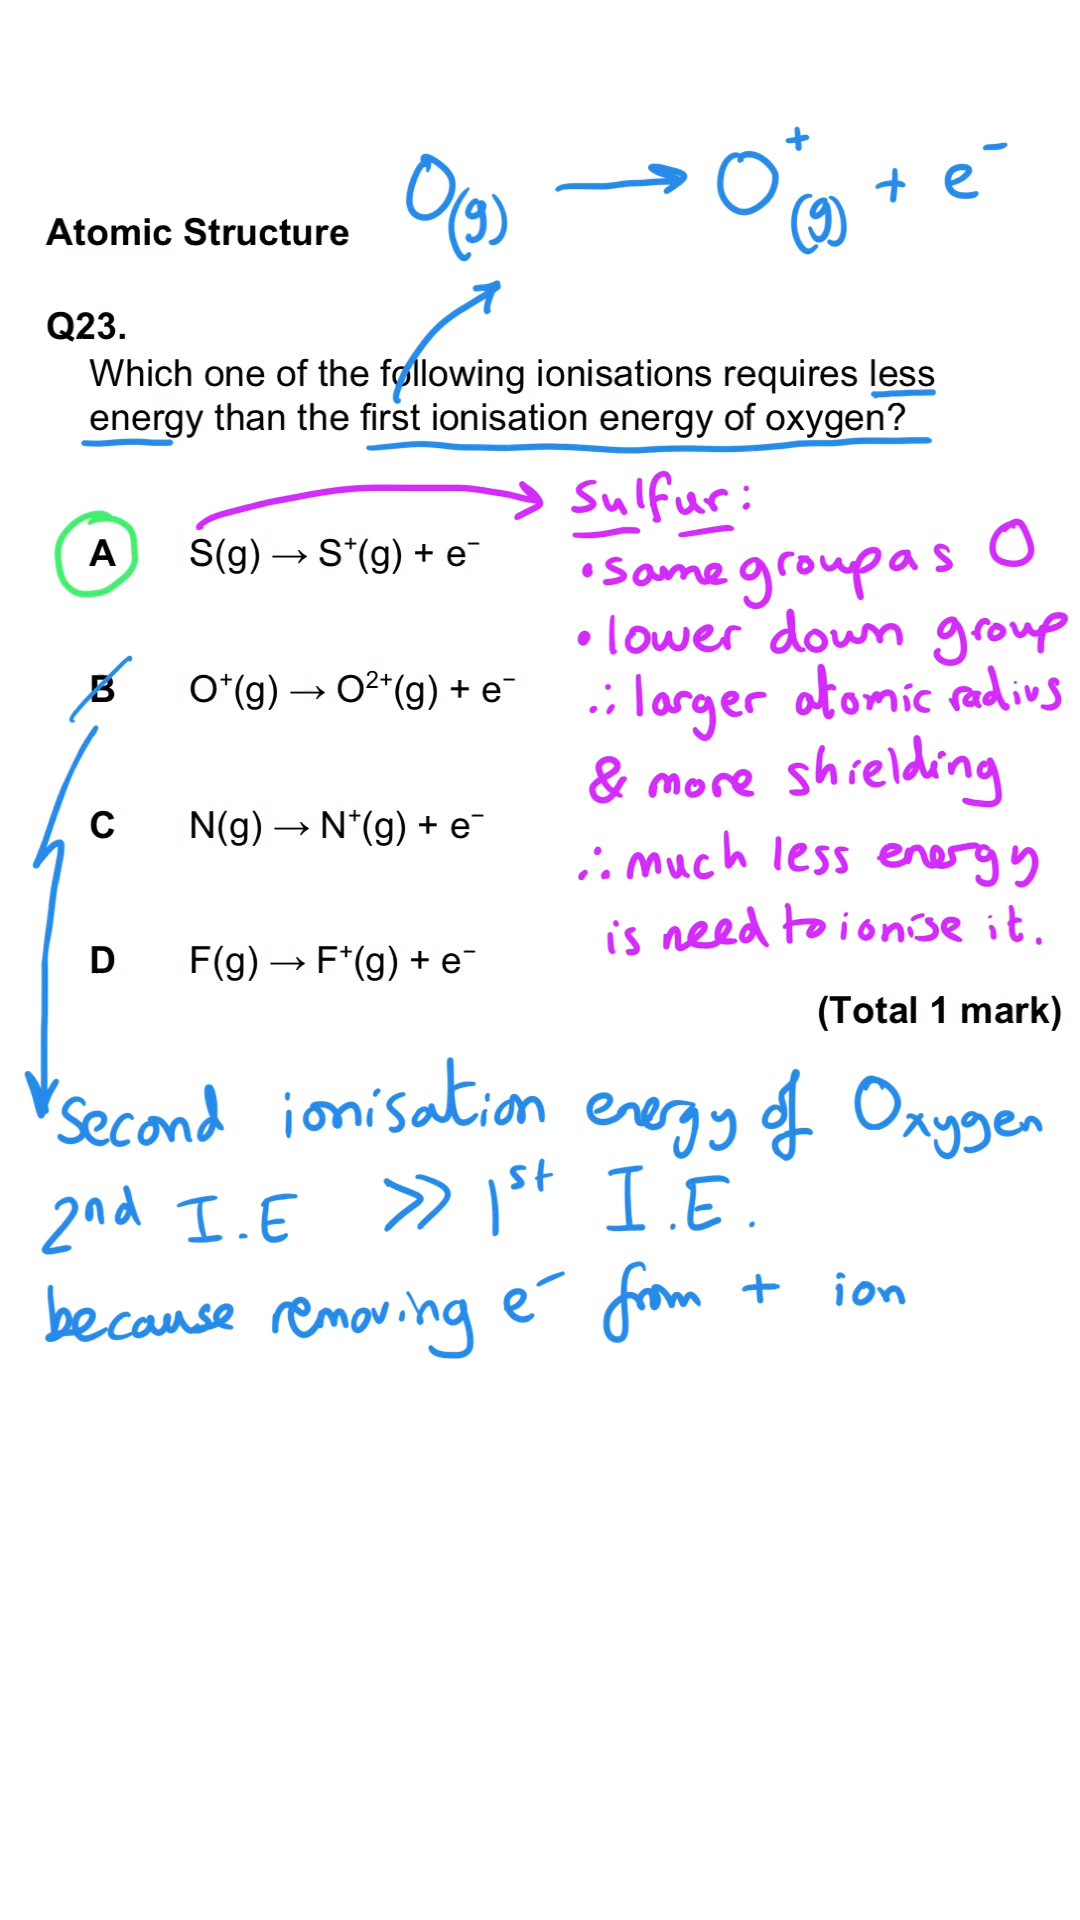 O(g) → O⁺(g) + e⁻
Atomic Structure
Q23.
Which one of the following ionisations requires less
energy than the first ionisation energy of oxygen?
A S(g) → S⁺(g) + e⁻
B O⁺(g) → O²⁺(g) + e⁻
C N(g) → N⁺(g) + e⁻
D F(g) → F⁺(g) + e⁻
Sulfur:
• same group as O
• lower down group
∴ larger atomic radius
& more shielding
∴ much less energy
is need to ionise it.
(Total 1 mark)
Second ionisation energy of Oxygen
2nd I.E >> 1st I.E.
because removing e⁻ from + ion